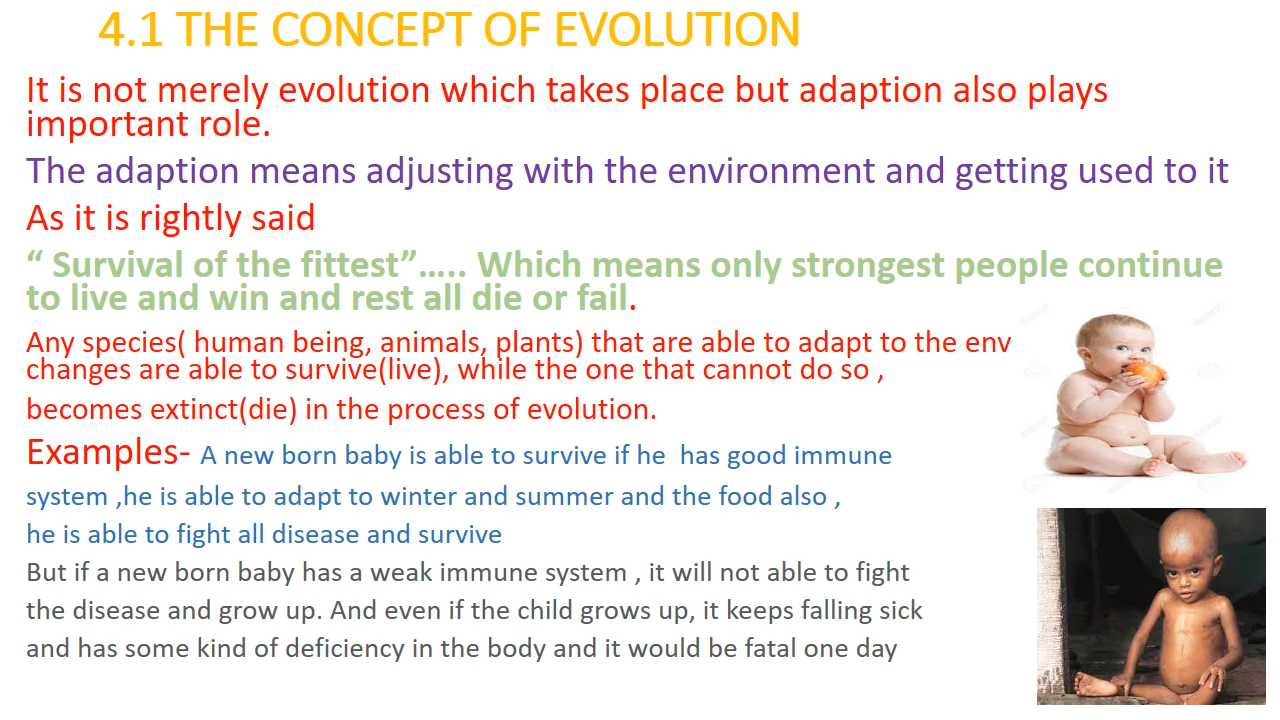 4.1 THE CONCEPT OF EVOLUTION
It is not merely evolution which takes place but adaption also plays
important role.
The adaption means adjusting with the environment and getting used to it
As it is rightly said
“ Survival of the fittest”….. Which means only strongest people continue
to live and win and rest all die or fail.
Any species( human being, animals, plants) that are able to adapt to the env
changes are able to survive(live), while the one that cannot do so ,
becomes extinct(die) in the process of evolution.
Examples- A new born baby is able to survive if he has good immune
system ,he is able to adapt to winter and summer and the food also ,
he is able to fight all disease and survive
But if a new born baby has a weak immune system , it will not able to fight
the disease and grow up. And even if the child grows up, it keeps falling sick
and has some kind of deficiency in the body and it would be fatal one day